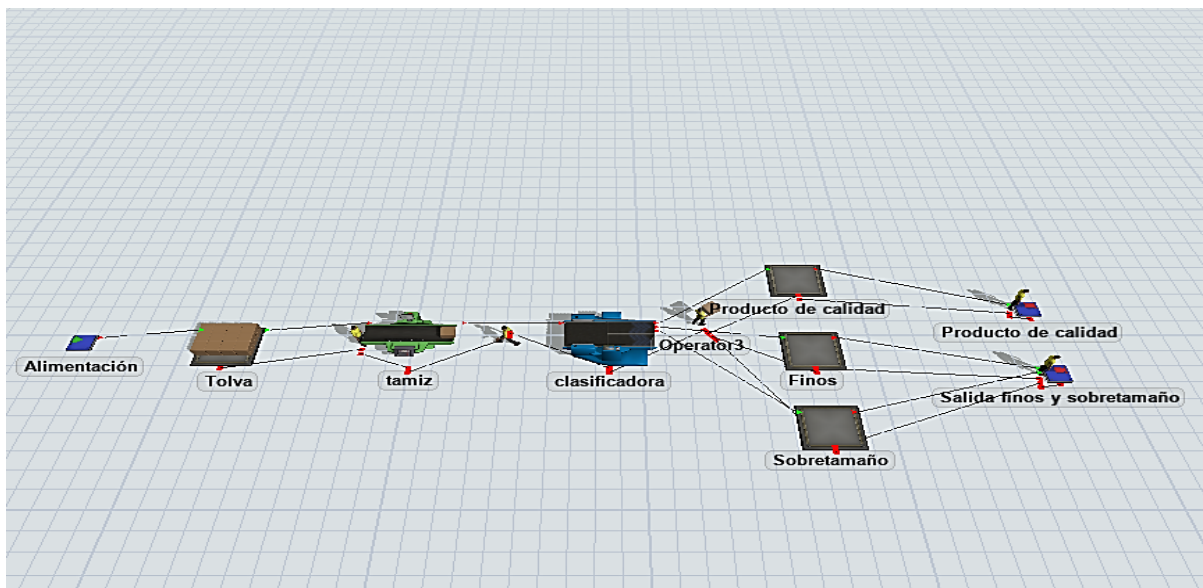 Alimentación
Tolva
tamiz
clasificadora
Operator3
Producto de calidad
Finos
Sobretamaño
Producto de calidad
Salida finos y sobretamaño